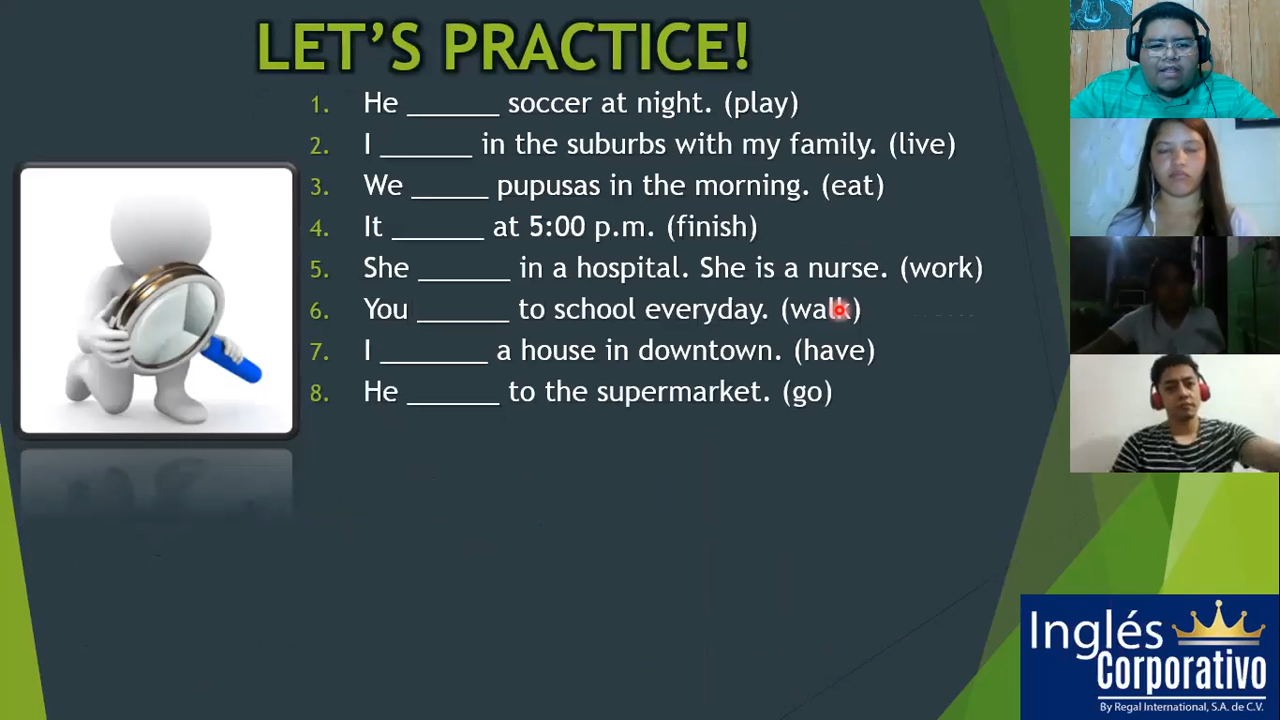 LET'S PRACTICE!
1. He ______ soccer at night. (play)
2. I ______ in the suburbs with my family. (live)
3. We _____ pupusas in the morning. (eat)
4. It ______ at 5:00 p.m. (finish)
5. She ______ in a hospital. She is a nurse. (work)
6. You ______ to school everyday. (walk)
7. I _______ a house in downtown. (have)
8. He ______ to the supermarket. (go)
Inglés
Corporativo
By Regal International, S.A. de C.V.